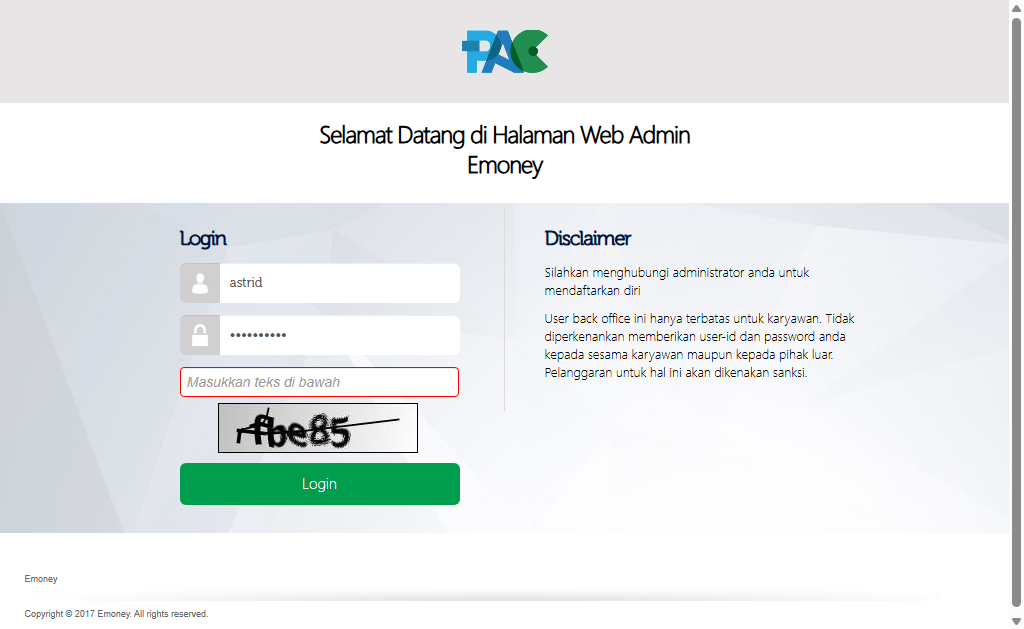 PAC
Selamat Datang di Halaman Web Admin
Emoney
Login
astrid
••••••••••
Masukkan teks di bawah
Login
Disclaimer
Silahkan menghubungi administrator anda untuk
mendaftarkan diri
User back office ini hanya terbatas untuk karyawan. Tidak
diperkenankan memberikan user-id dan password anda
kepada sesama karyawan maupun kepada pihak luar.
Pelanggaran untuk hal ini akan dikenakan sanksi.
Emoney
Copyright © 2017 Emoney. All rights reserved.